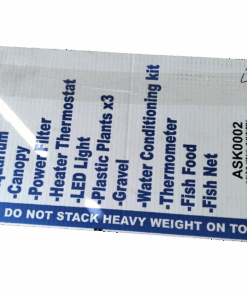 -Canopy
-Power Filter
-Heater Thermostat
-LED Light
-Plastic Plants x3
-Gravel
-Water Conditioning kit
-Thermometer
-Fish Food
-Fish Net
ASK0002
DO NOT STACK HEAVY WEIGHT ON TO